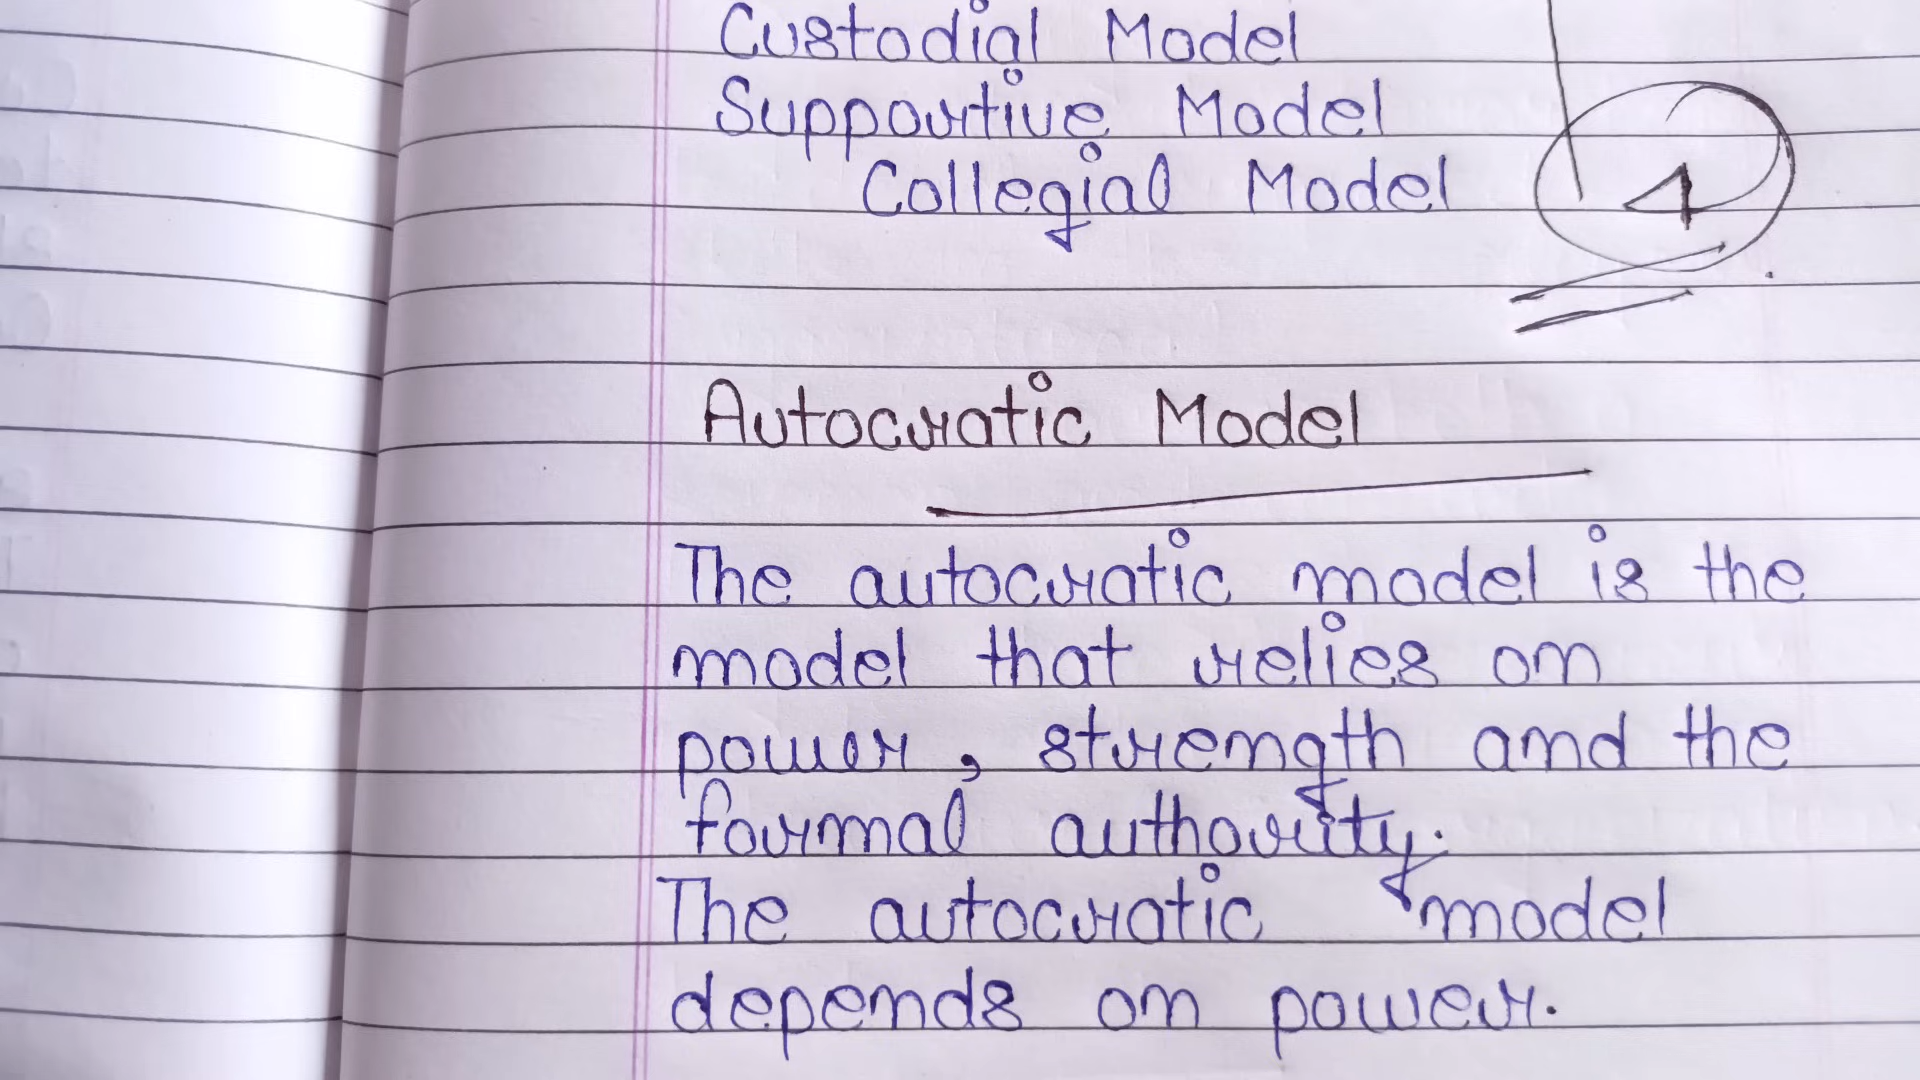 Custodial Model
Supportive Model
Collegial Model
1
Autocratic Model
The autocratic model is the
model that relies on
power, strength and the
formal authority.
The autocratic model
depends on power.